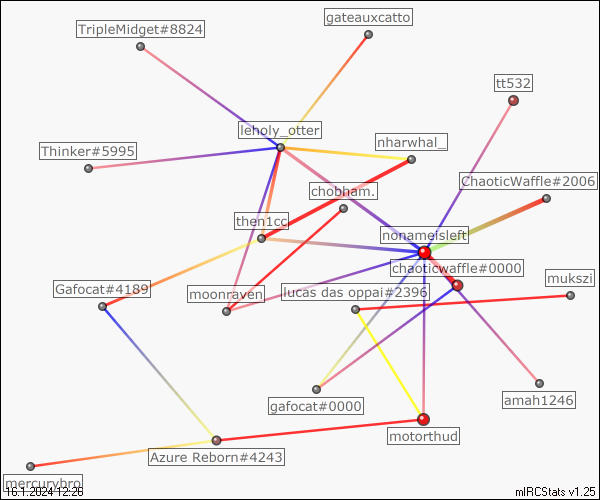 gateauxcatto
TripleMidget#8824
tt532
leholy_otter
nharwhal_
Thinker#5995
ChaoticWaffle#2006
chobham.
then1cc
nonameisleft
chaoticwaffle#0000
mukszi
Gafocat#4189
moonraven
lucas das oppai#2396
amah1246
gafocat#0000
motorthud
Azure Reborn#4243
mercurybro
16.1.2024 12:26
mIRCStats v1.25